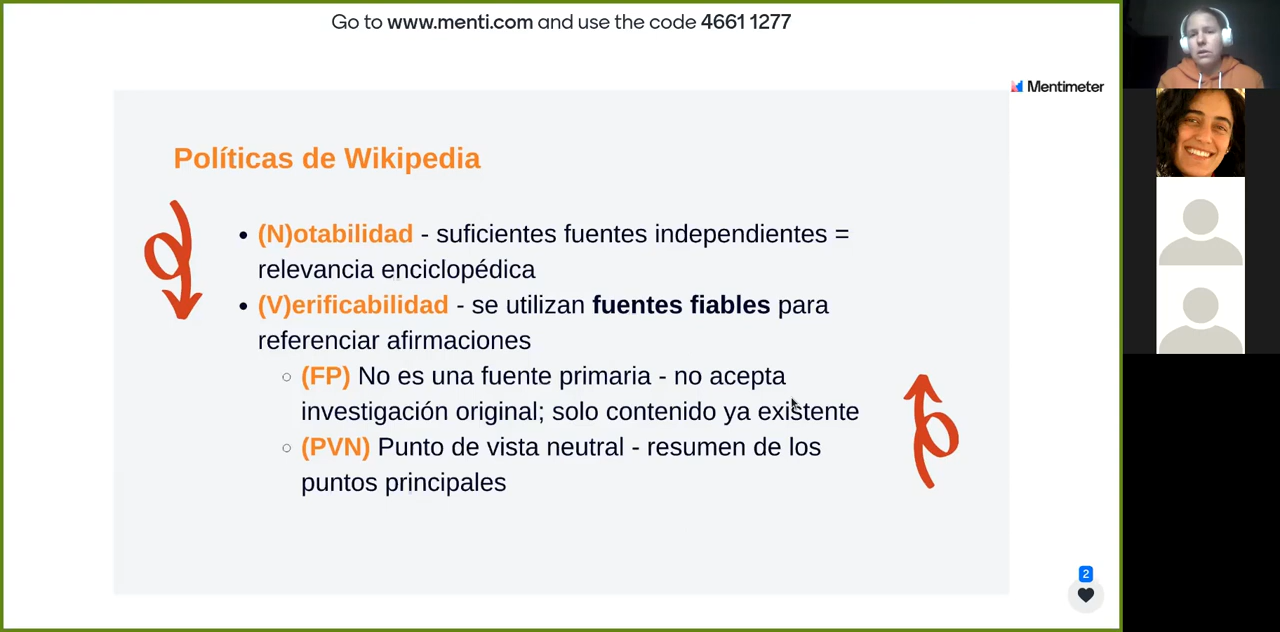 Go to www.menti.com and use the code 4661 1277
Mentimeter
Políticas de Wikipedia
(N)otabilidad - suficientes fuentes independientes =
relevancia enciclopédica
(V)erificabilidad - se utilizan fuentes fiables para
referenciar afirmaciones
(FP) No es una fuente primaria - no acepta
investigación original; solo contenido ya existente
(PVN) Punto de vista neutral - resumen de los
puntos principales
2